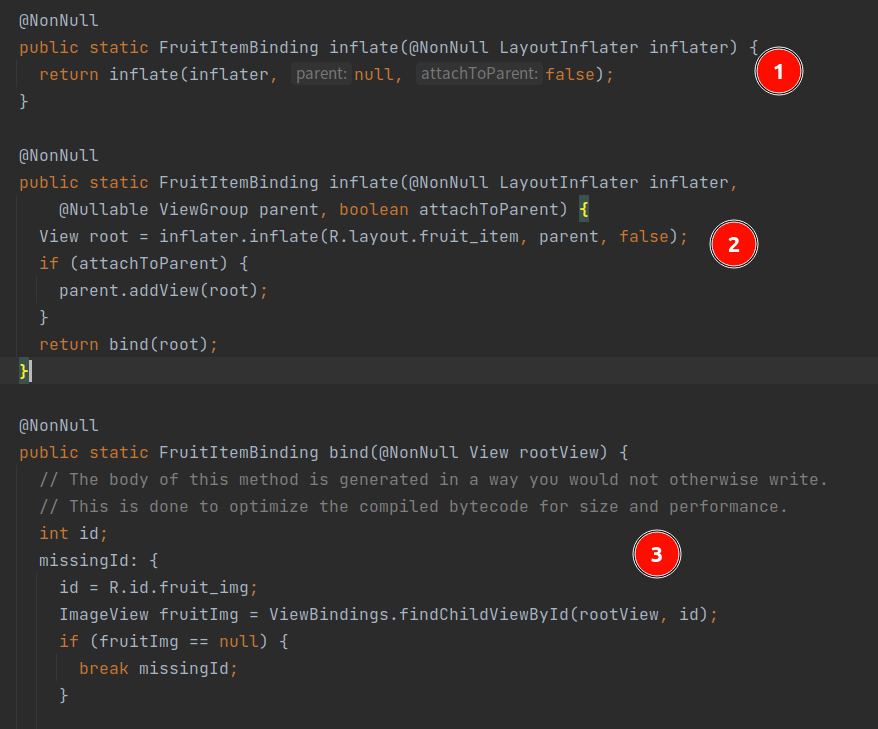 @NonNull
public static FruitItemBinding inflate(@NonNull LayoutInflater inflater) {
return inflate(inflater, parent: null, attachToParent: false);
1
}
@NonNull
public static FruitItemBinding inflate(@NonNull LayoutInflater inflater,
@Nullable ViewGroup parent, boolean attachToParent) {
View root = inflater.inflate(R.layout.fruit_item, parent, false);
2
if (attachToParent) {
parent.addView(root);
}
return bind(root);
}
@NonNull
public static FruitItemBinding bind(@NonNull View rootView) {
// The body of this method is generated in a way you would not otherwise write.
// This is done to optimize the compiled bytecode for size and performance.
int id;
3
missingId: {
id = R.id.fruit_img;
ImageView fruitImg = ViewBindings.findChildViewById(rootView, id);
if (fruitImg == null) {
break missingId;
}